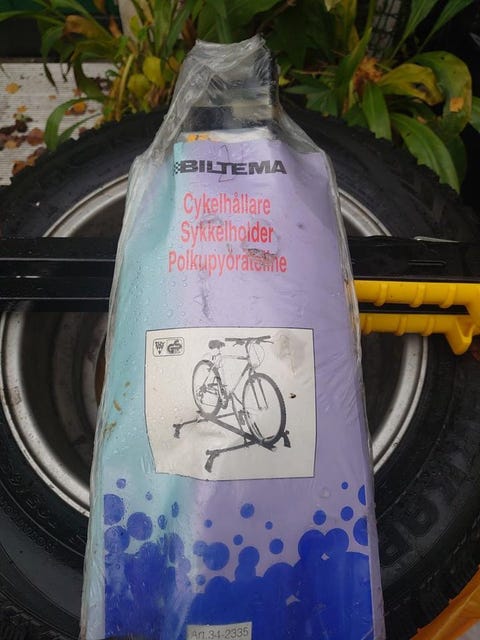 BILTEMA
Cykelhållare
Sykkelholder
Polkupyöräteline
Art. 34-2335